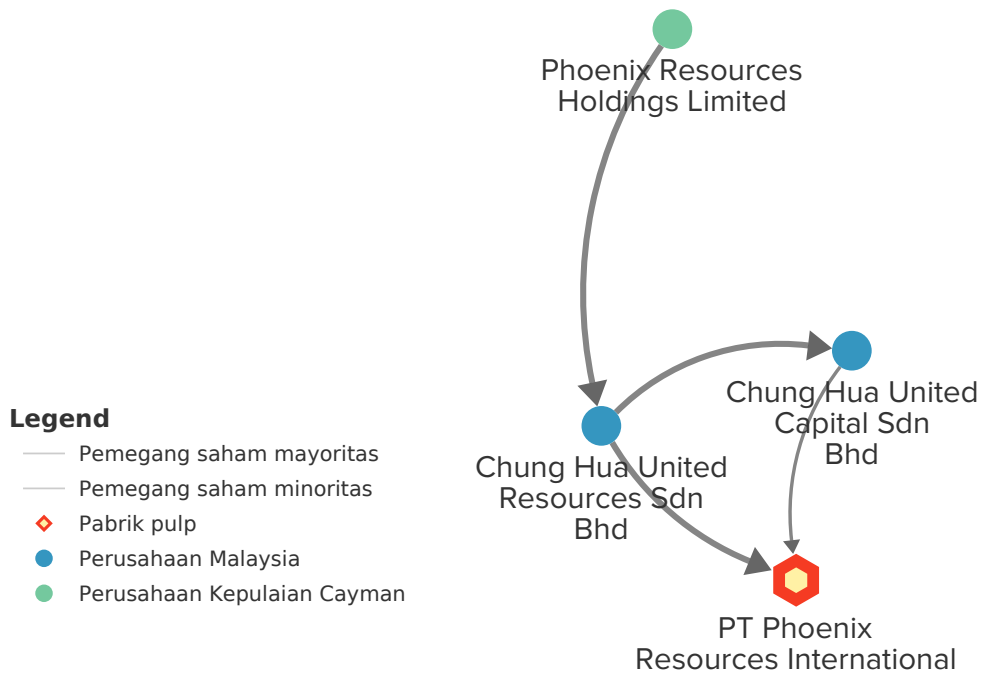 Phoenix Resources
Holdings Limited
Chung Hua United
Capital Sdn
Bhd
Chung Hua United
Resources Sdn
Bhd
PT Phoenix
Resources International
Legend
Pemegang saham mayoritas
Pemegang saham minoritas
Pabrik pulp
Perusahaan Malaysia
Perusahaan Kepulaian Cayman